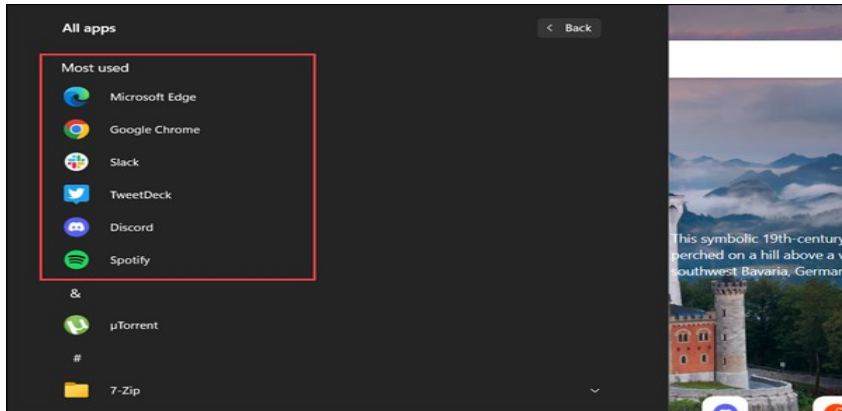 All apps
< Back
Most used
Microsoft Edge
Google Chrome
Slack
TweetDeck
Discord
Spotify
&
µTorrent
#
7-Zip
This symbolic 19th-century
perched on a hill above a
southwest Bavaria,